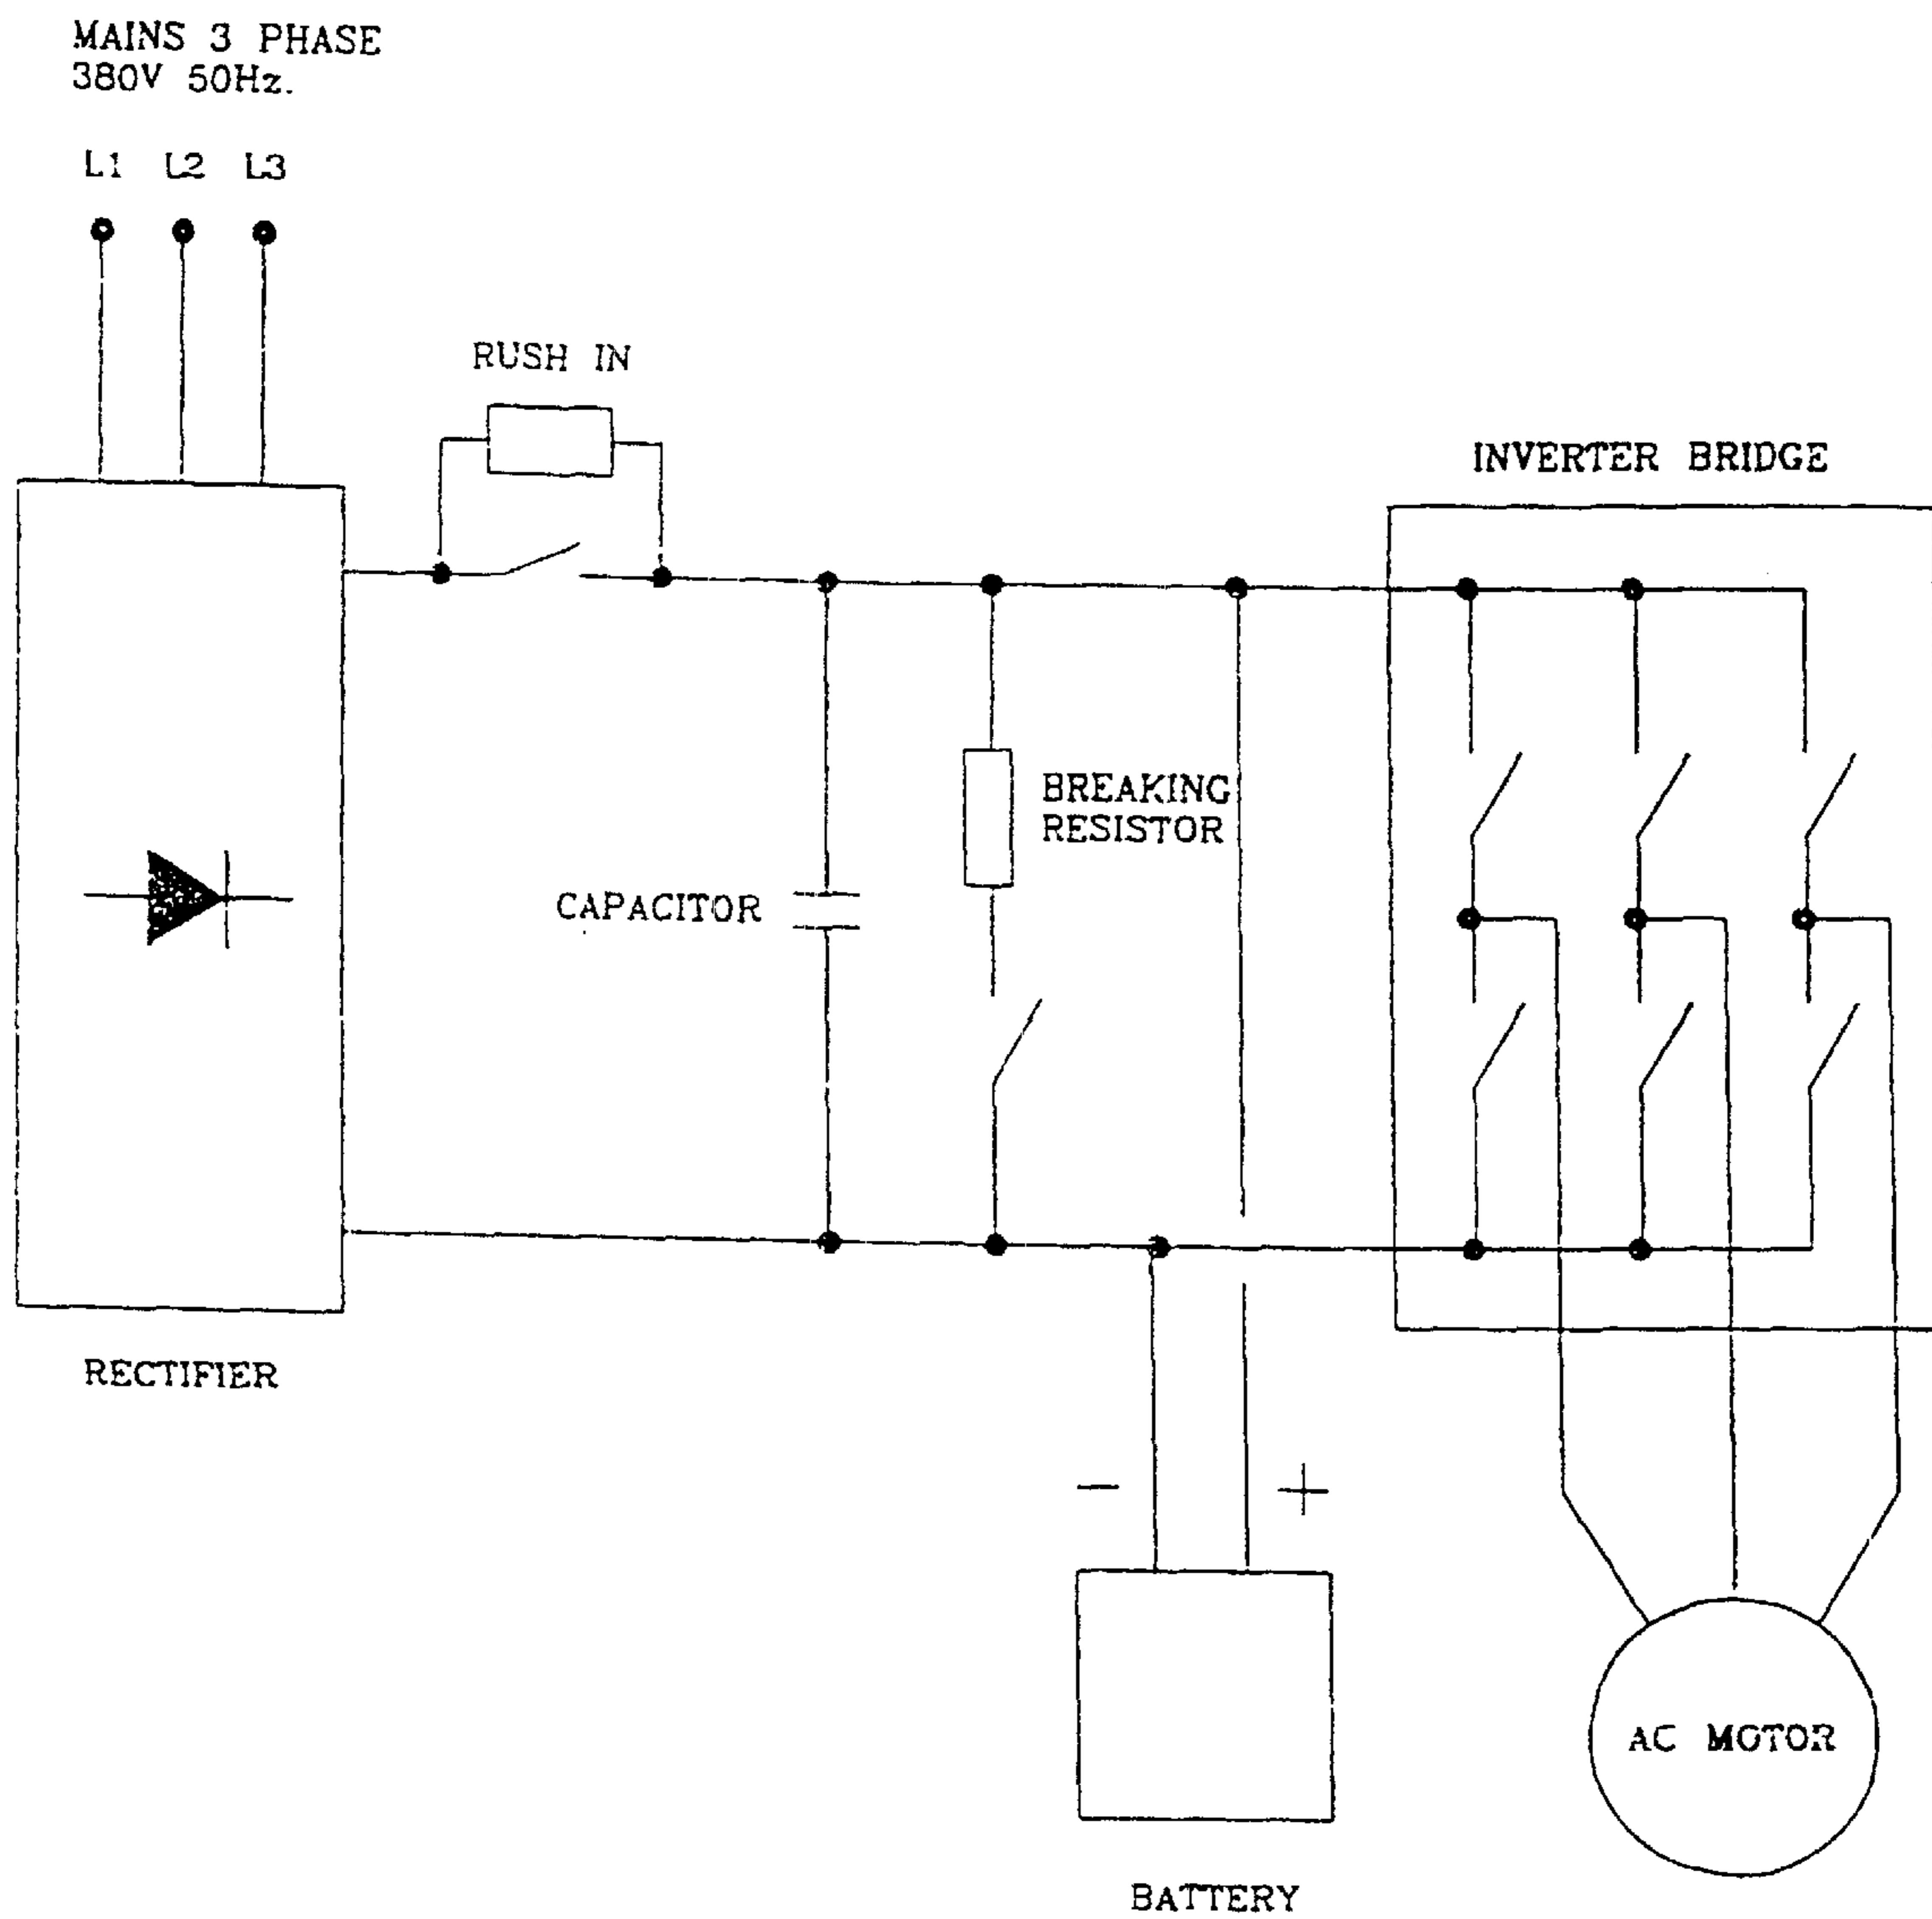 MAINS 3 PHASE
380V 50Hz.
L1 L2 L3
RUSH IN
INVERTER BRIDGE
BREAKING
RESISTOR
CAPACITOR
RECTIFIER
− +
AC MOTOR
BATTERY